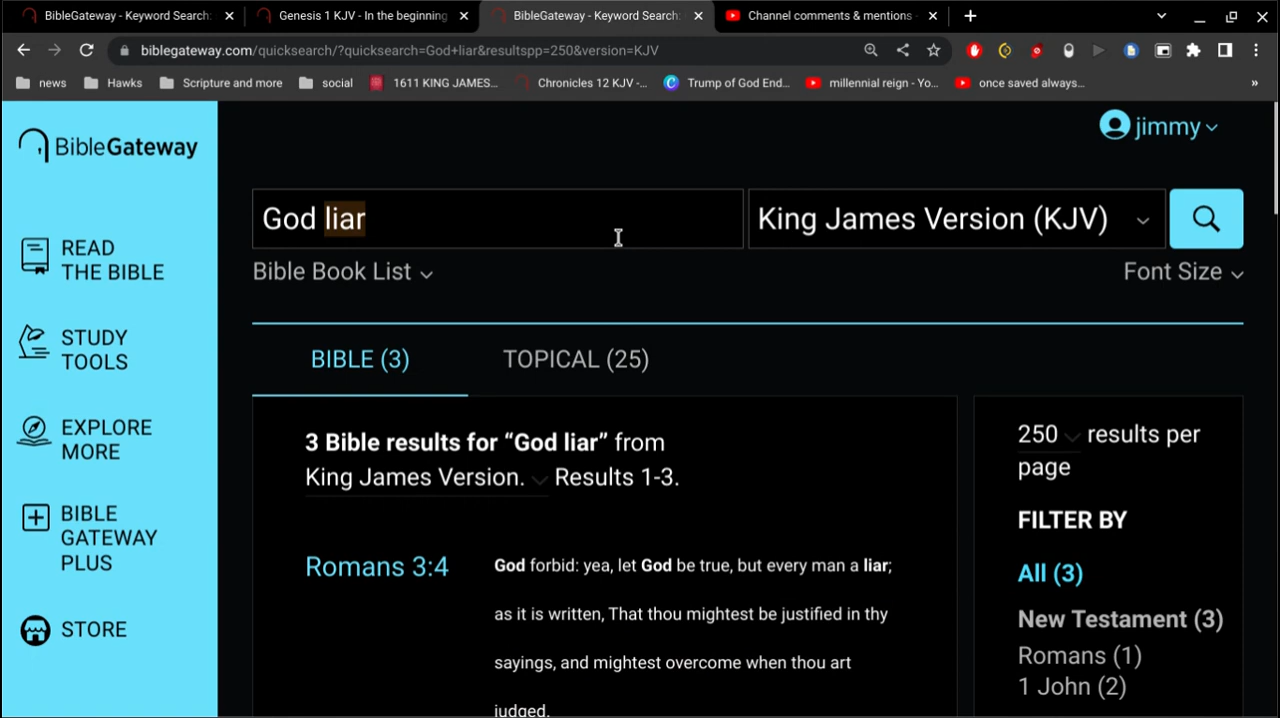 BibleGateway - Keyword Search:
Genesis 1 KJV - In the beginning
BibleGateway - Keyword Search:
Channel comments & mentions -
biblegateway.com/quicksearch/?quicksearch=God+liar&resultspp=250&version=KJV
news
Hawks
Scripture and more
social
1611 KING JAMES...
Chronicles 12 KJV -...
Trump of God End...
millennial reign - Yo...
once saved always...
»
BibleGateway
jimmy
God liar
King James Version (KJV)
Bible Book List
Font Size
READ
THE BIBLE
STUDY
TOOLS
EXPLORE
MORE
BIBLE
GATEWAY
PLUS
STORE
BIBLE (3)
TOPICAL (25)
3 Bible results for “God liar” from
King James Version. Results 1-3.
Romans 3:4
God forbid: yea, let God be true, but every man a liar;
as it is written, That thou mightest be justified in thy
sayings, and mightest overcome when thou art
judged.
250 results per
page
FILTER BY
All (3)
New Testament (3)
Romans (1)
1 John (2)